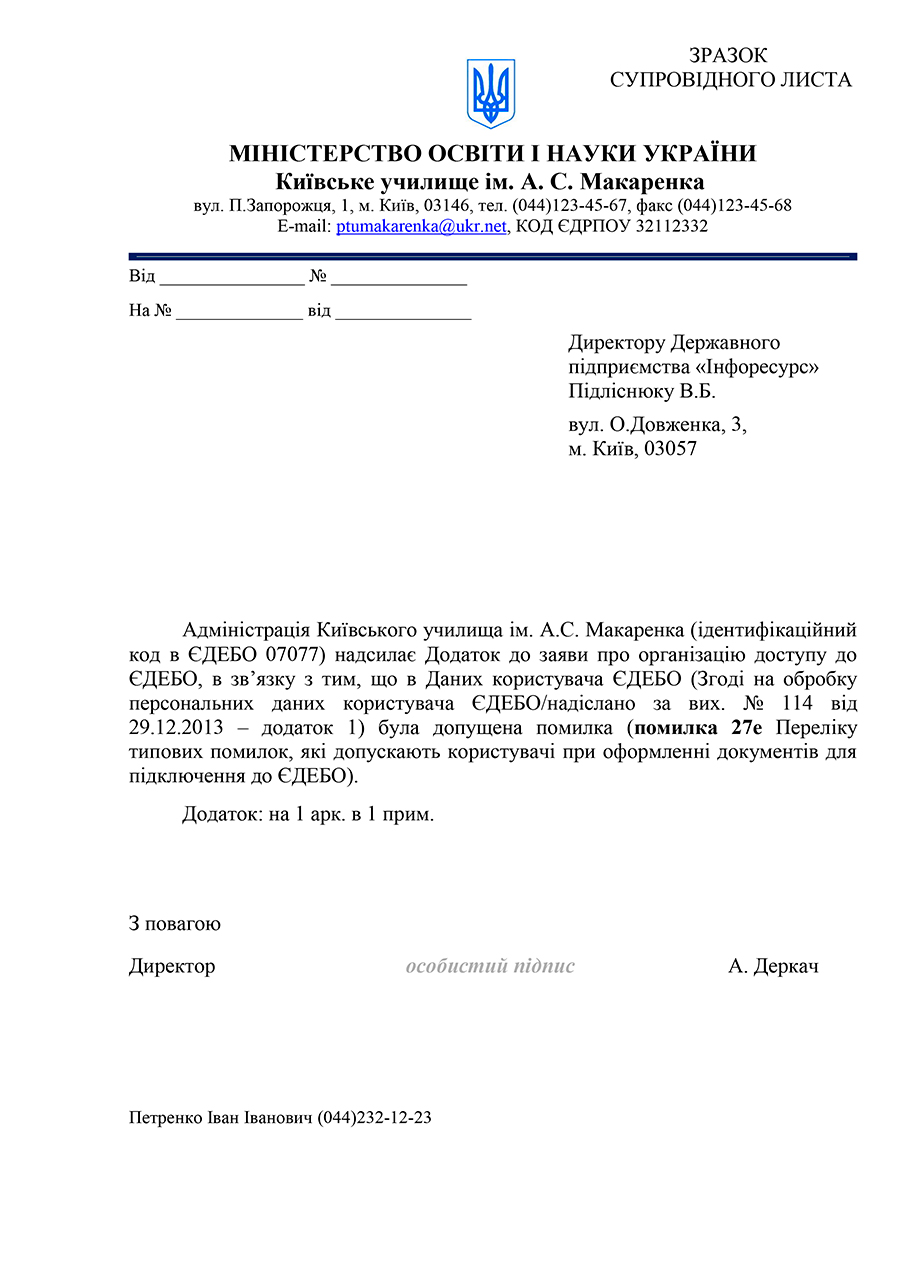 ЗРАЗОК
СУПРОВІДНОГО ЛИСТА
МІНІСТЕРСТВО ОСВІТИ І НАУКИ УКРАЇНИ
Київське училище ім. А. С. Макаренка
вул. П.Запорожця, 1, м. Київ, 03146, тел. (044)123-45-67, факс (044)123-45-68
E-mail: ptumakarenka@ukr.net, КОД ЄДРПОУ 32112332
Від ________________ № _______________
На № ______________ від _______________
Директору Державного
підприємства «Інфоресурс»
Підліснюку В.Б.
вул. О.Довженка, 3,
м. Київ, 03057
Адміністрація Київського училища ім. А.С. Макаренка (ідентифікаційний
код в ЄДЕБО 07077) надсилає Додаток до заяви про організацію доступу до
ЄДЕБО, в зв’язку з тим, що в Даних користувача ЄДЕБО (Згоді на обробку
персональних даних користувача ЄДЕБО/надіслано за вих. № 114 від
29.12.2013 – додаток 1) була допущена помилка (помилка 27е Переліку
типових помилок, які допускають користувачі при оформленні документів для
підключення до ЄДЕБО).
Додаток: на 1 арк. в 1 прим.
З повагою
Директор особистий підпис А. Деркач
Петренко Іван Іванович (044)232-12-23